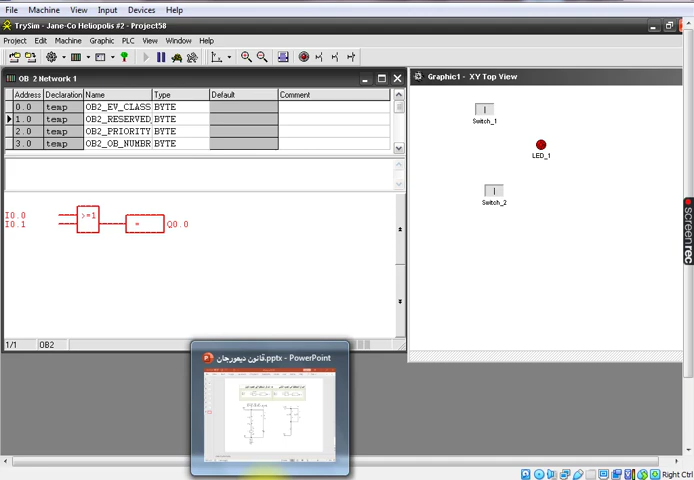 File Machine View Input Devices Help
TrySim - Jane-Co Heliopolis #2 - Project58
Project Edit Machine Graphic PLC View Window Help
OB 2 Network 1
Address Declaration Name Type Default Comment
0.0 temp OB2_EV_CLASS BYTE
1.0 temp OB2_RESERVED BYTE
2.0 temp OB2_PRIORITY BYTE
3.0 temp OB2_OB_NUMBR BYTE
I0.0
I0.1
>=1
=
Q0.0
1/1 OB2
Graphic1 - XY Top View
Switch_1
LED_1
Switch_2
قانون ديمورجان.pptx - PowerPoint
screenrec
Right Ctrl